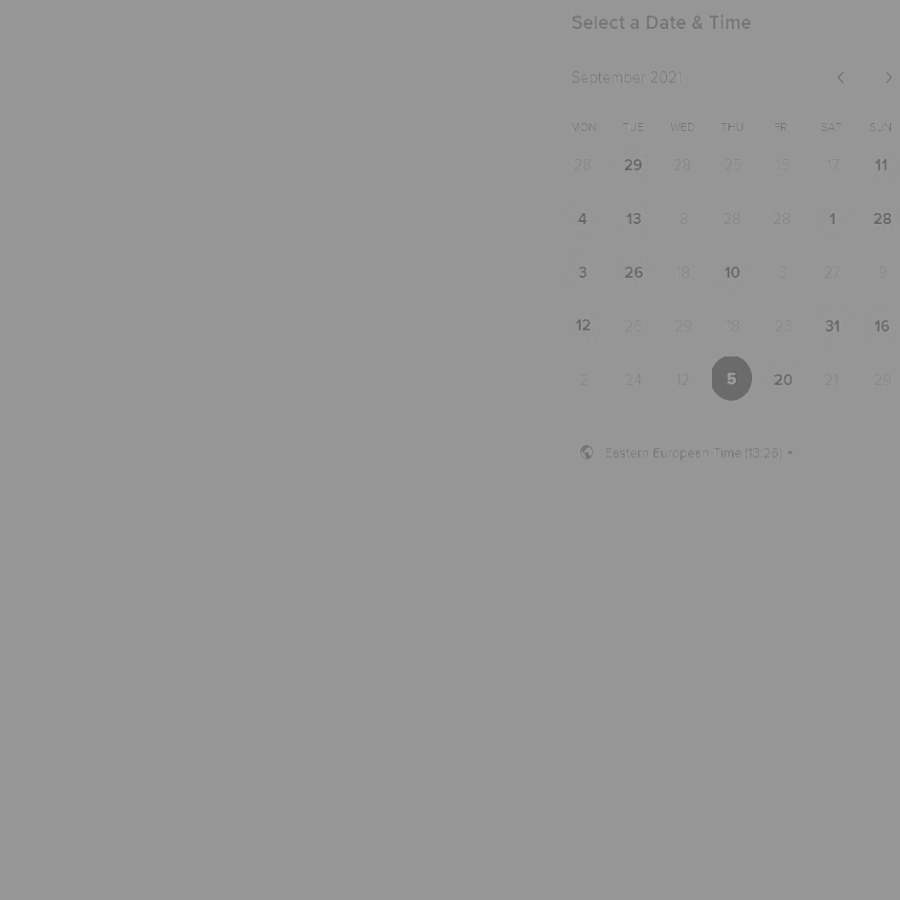 Select a Date & Time
September 2021
MON TUE WED THU FRI SAT SUN
28 29 28 25 15 17 11
4 13 8 28 28 1 28
3 26 18 10 3 27 9
12 26 29 18 23 31 16
2 24 12 5 20 21 29
Eastern European Time (13:26)